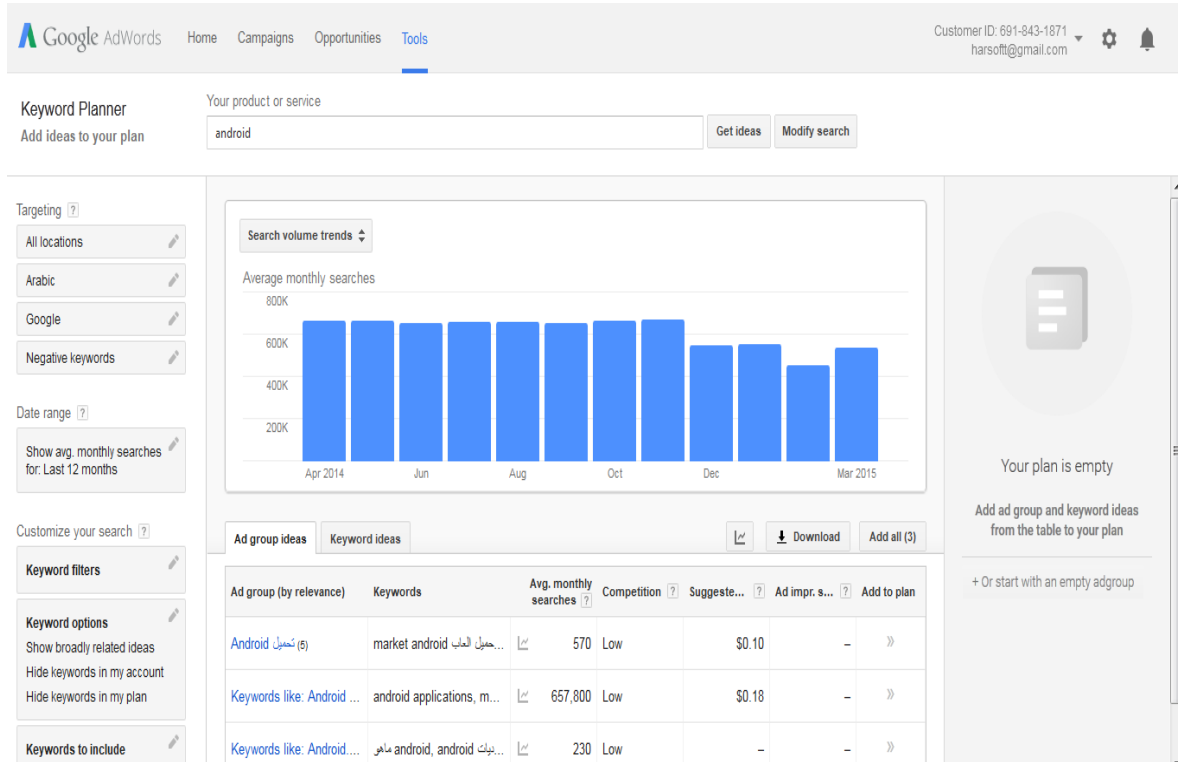 Google AdWords
Home Campaigns Opportunities Tools
Customer ID: 691-843-1871
harsoftt@gmail.com
Keyword Planner
Add ideas to your plan
Your product or service
android
Get ideas
Modify search
Targeting ?
All locations
Arabic
Google
Negative keywords
Date range ?
Show avg. monthly searches
for: Last 12 months
Customize your search ?
Keyword filters
Keyword options
Show broadly related ideas
Hide keywords in my account
Hide keywords in my plan
Keywords to include
Search volume trends
Average monthly searches
800K
600K
400K
200K
Apr 2014 Jun Aug Oct Dec Mar 2015
Ad group ideas
Keyword ideas
Download
Add all (3)
Ad group (by relevance) Keywords Avg. monthly searches ? Competition ? Suggeste... ? Ad impr. s... ? Add to plan
Android تحميل (5) market android حميل العاب... 570 Low $0.10 – »
Keywords like: Android ... android applications, m... 657,800 Low $0.18 – »
Keywords like: Android.... ماهو android, android ديات... 230 Low – – »
Your plan is empty
Add ad group and keyword ideas
from the table to your plan
+ Or start with an empty adgroup